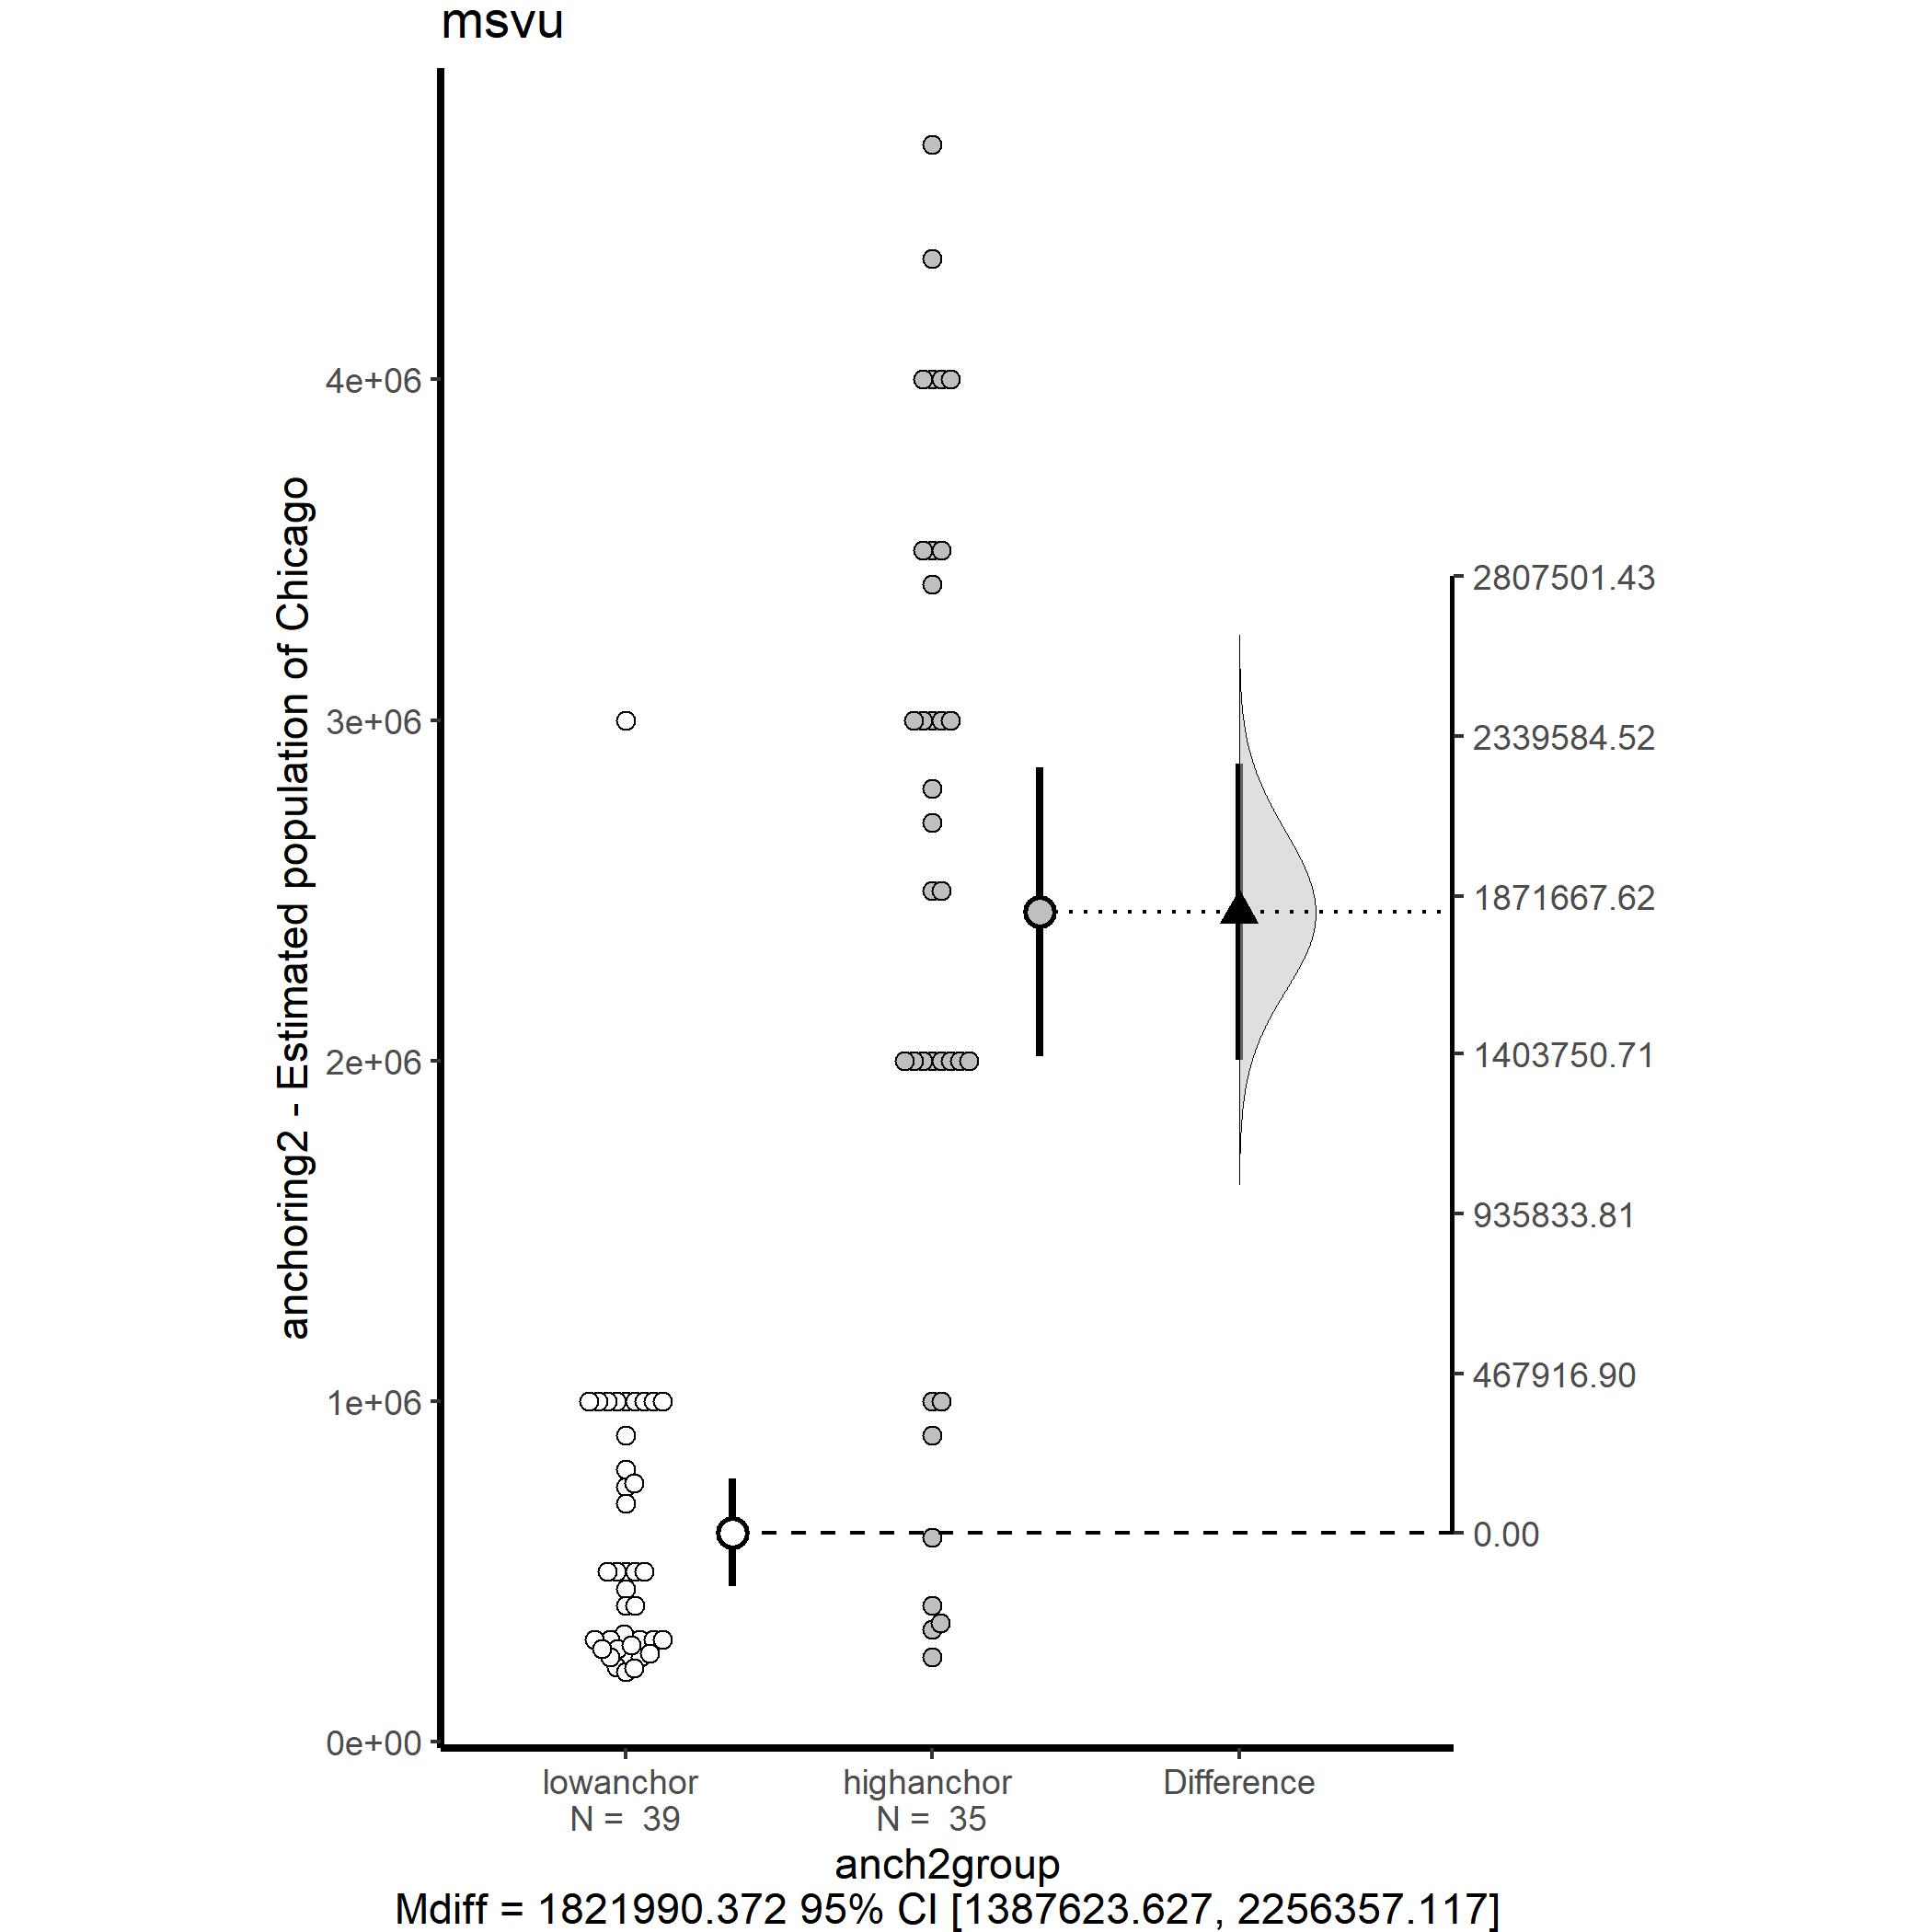 msvu
anchoring2 - Estimated population of Chicago
4e+06
3e+06
2e+06
1e+06
0e+00
2807501.43
2339584.52
1871667.62
1403750.71
935833.81
467916.90
0.00
lowanchor
N =  39
highanchor
N =  35
Difference
anch2group
Mdiff = 1821990.372 95% CI [1387623.627, 2256357.117]